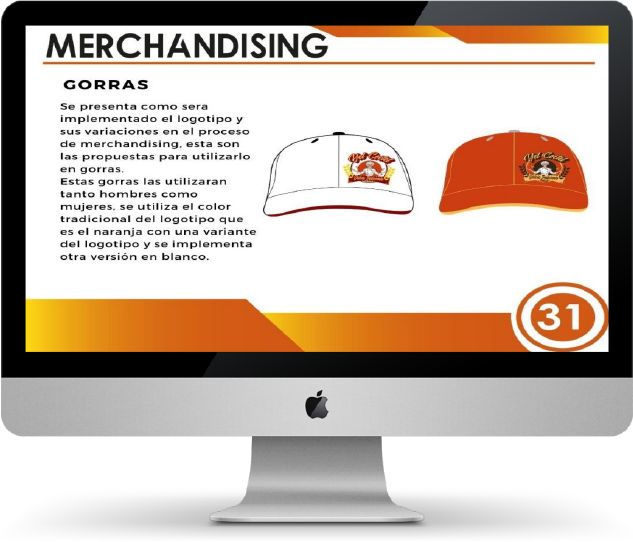 MERCHANDISING
GORRAS
Se presenta como sera
implementado el logotipo y
sus variaciones en el proceso
de merchandising, esta son
las propuestas para utilizarlo
en gorras.
Estas gorras las utilizaran
tanto hombres como
mujeres, se utiliza el color
tradicional del logotipo que
es el naranja con una variante
del logotipo y se implementa
otra versión en blanco.
31